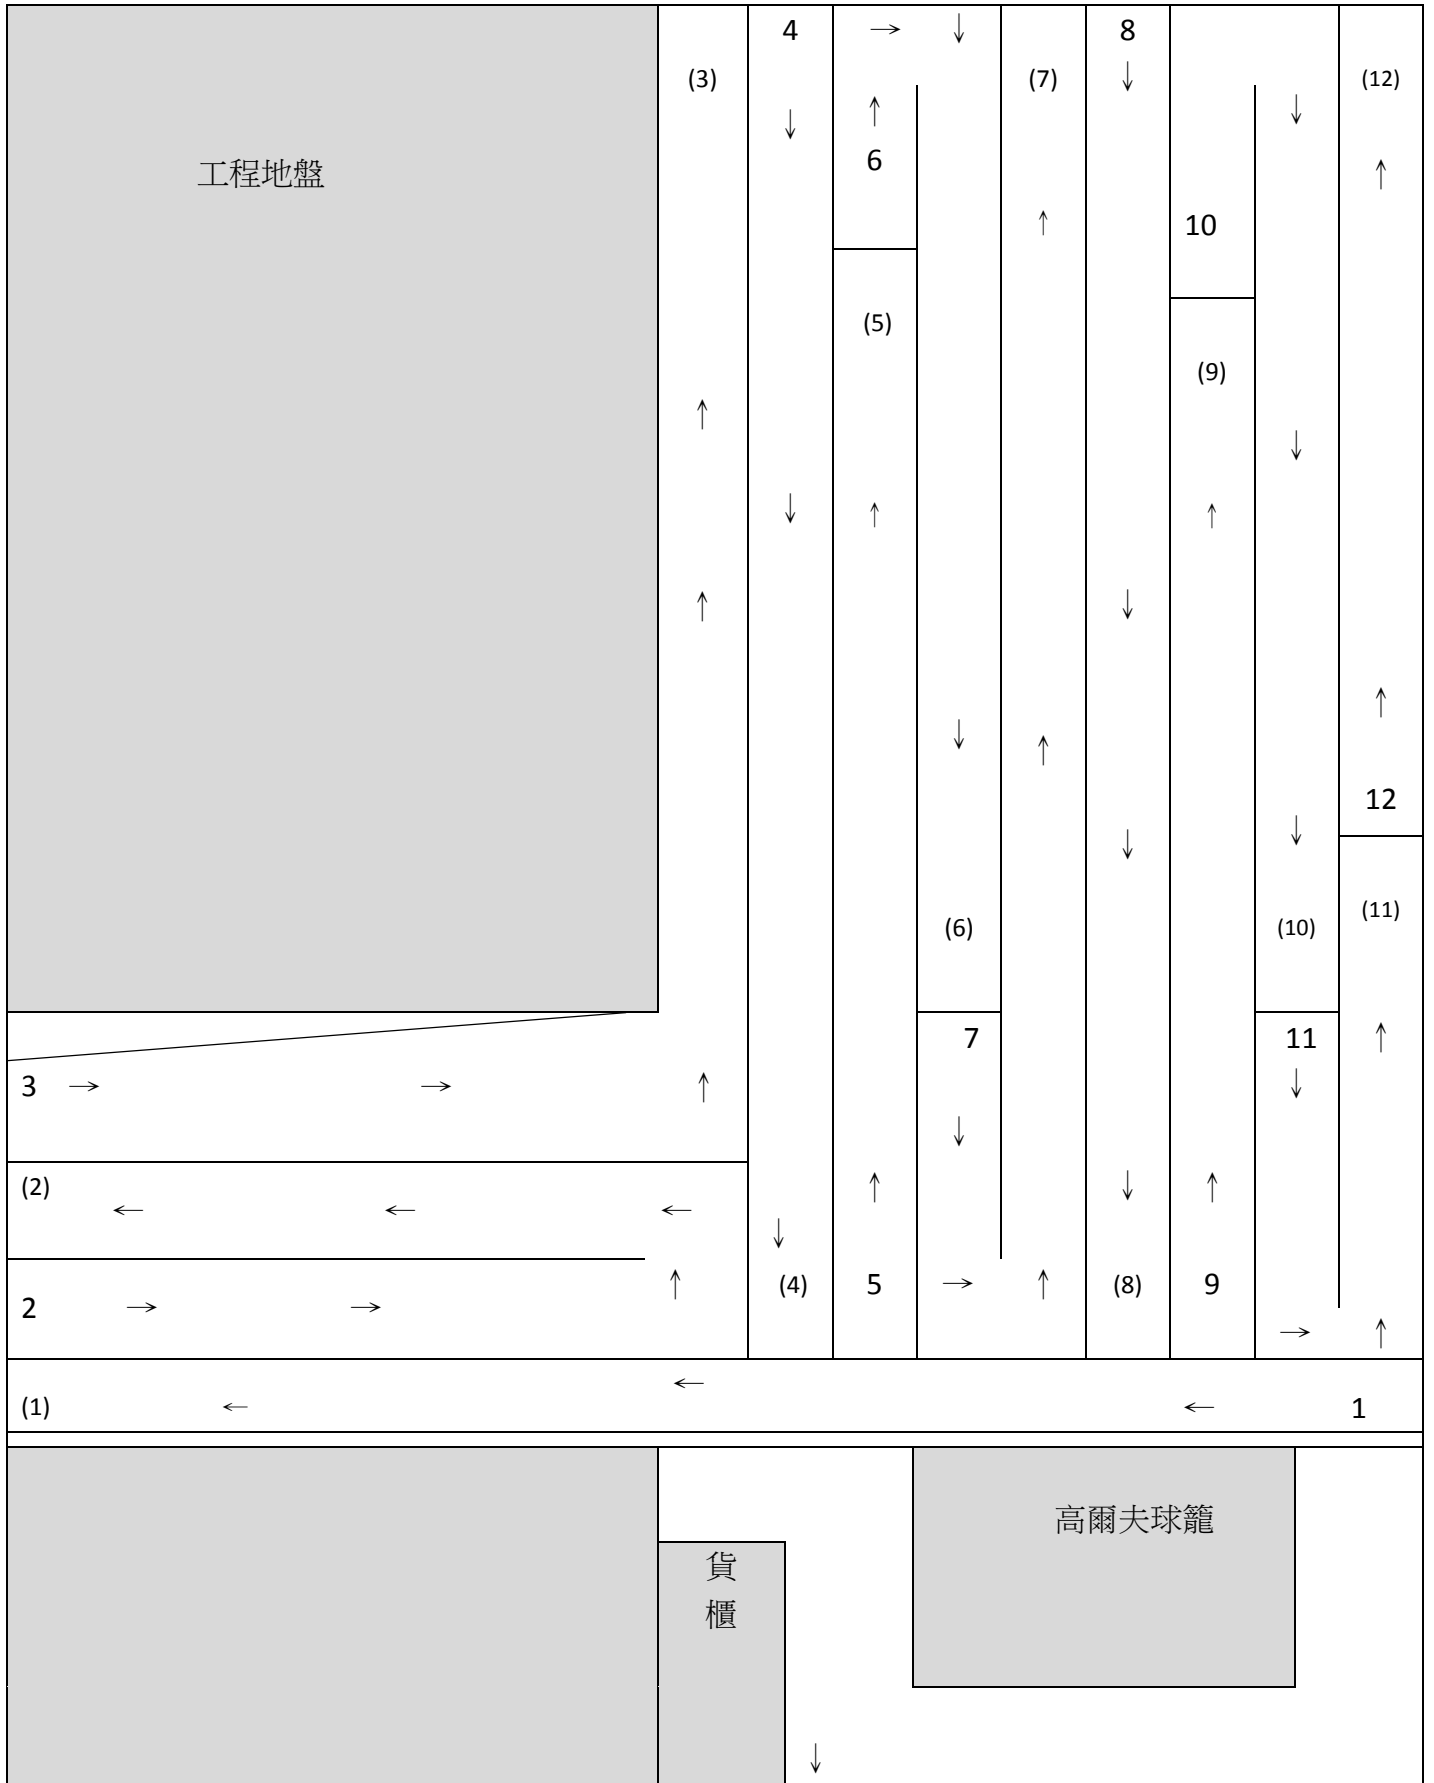 4 → ↓ 8
(3) (7) ↓ (12)
↓ ↑ ↓
工程地盤 6 ↑
↑ 10
(5)
(9)
↑ ↓
↓ ↑ ↑
↑ ↓
↑
↓ ↑
12
↓ ↓
(6) (10) (11)
7 11 ↑
3 → → ↑ ↓
↓
(2) ↑ ↓ ↑
← ← ←
↓
↑ (4) 5 → ↑ (8) 9
2 → →
→ ↑
←
(1) ← ← 1
高爾夫球籠
貨
櫃
↓